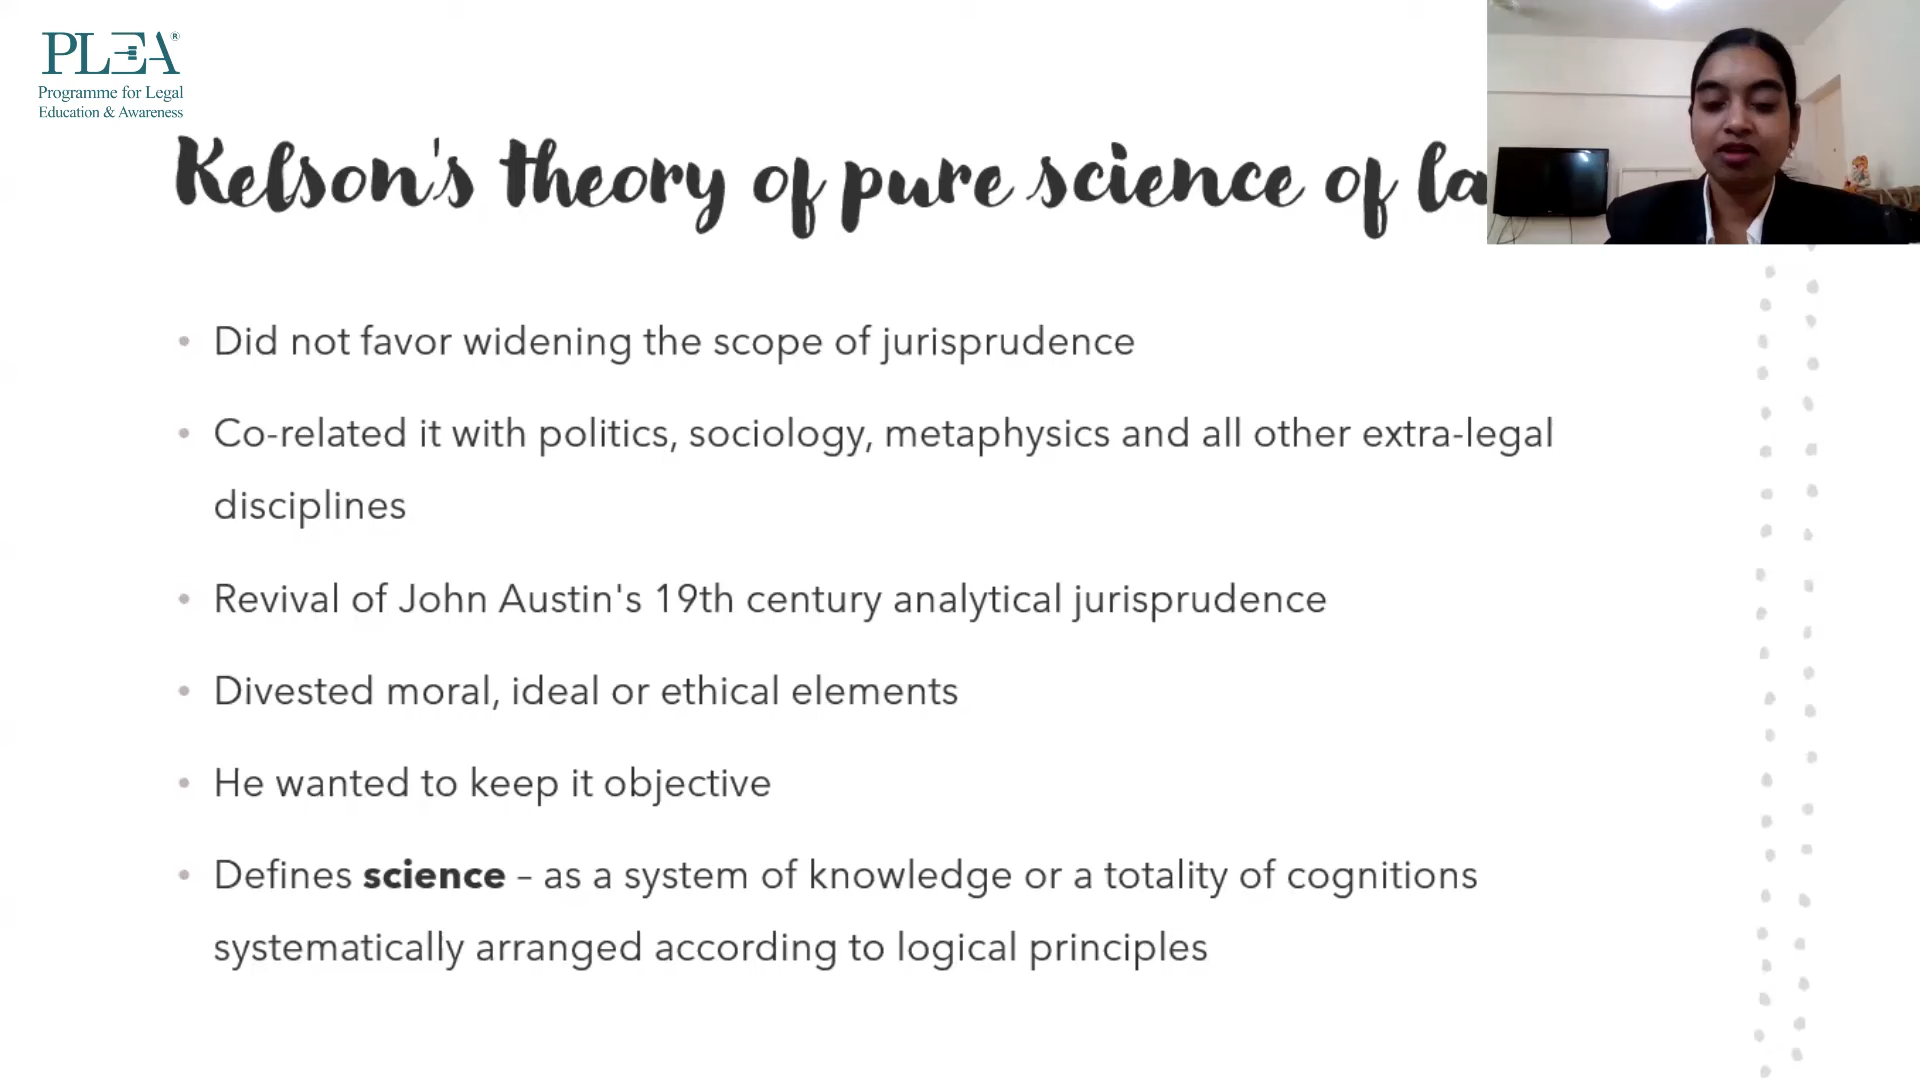 PLEA®
Programme for Legal
Education & Awareness
Kelson's theory of pure science of la
• Did not favor widening the scope of jurisprudence
• Co-related it with politics, sociology, metaphysics and all other extra-legal
disciplines
• Revival of John Austin's 19th century analytical jurisprudence
• Divested moral, ideal or ethical elements
• He wanted to keep it objective
• Defines science – as a system of knowledge or a totality of cognitions
systematically arranged according to logical principles